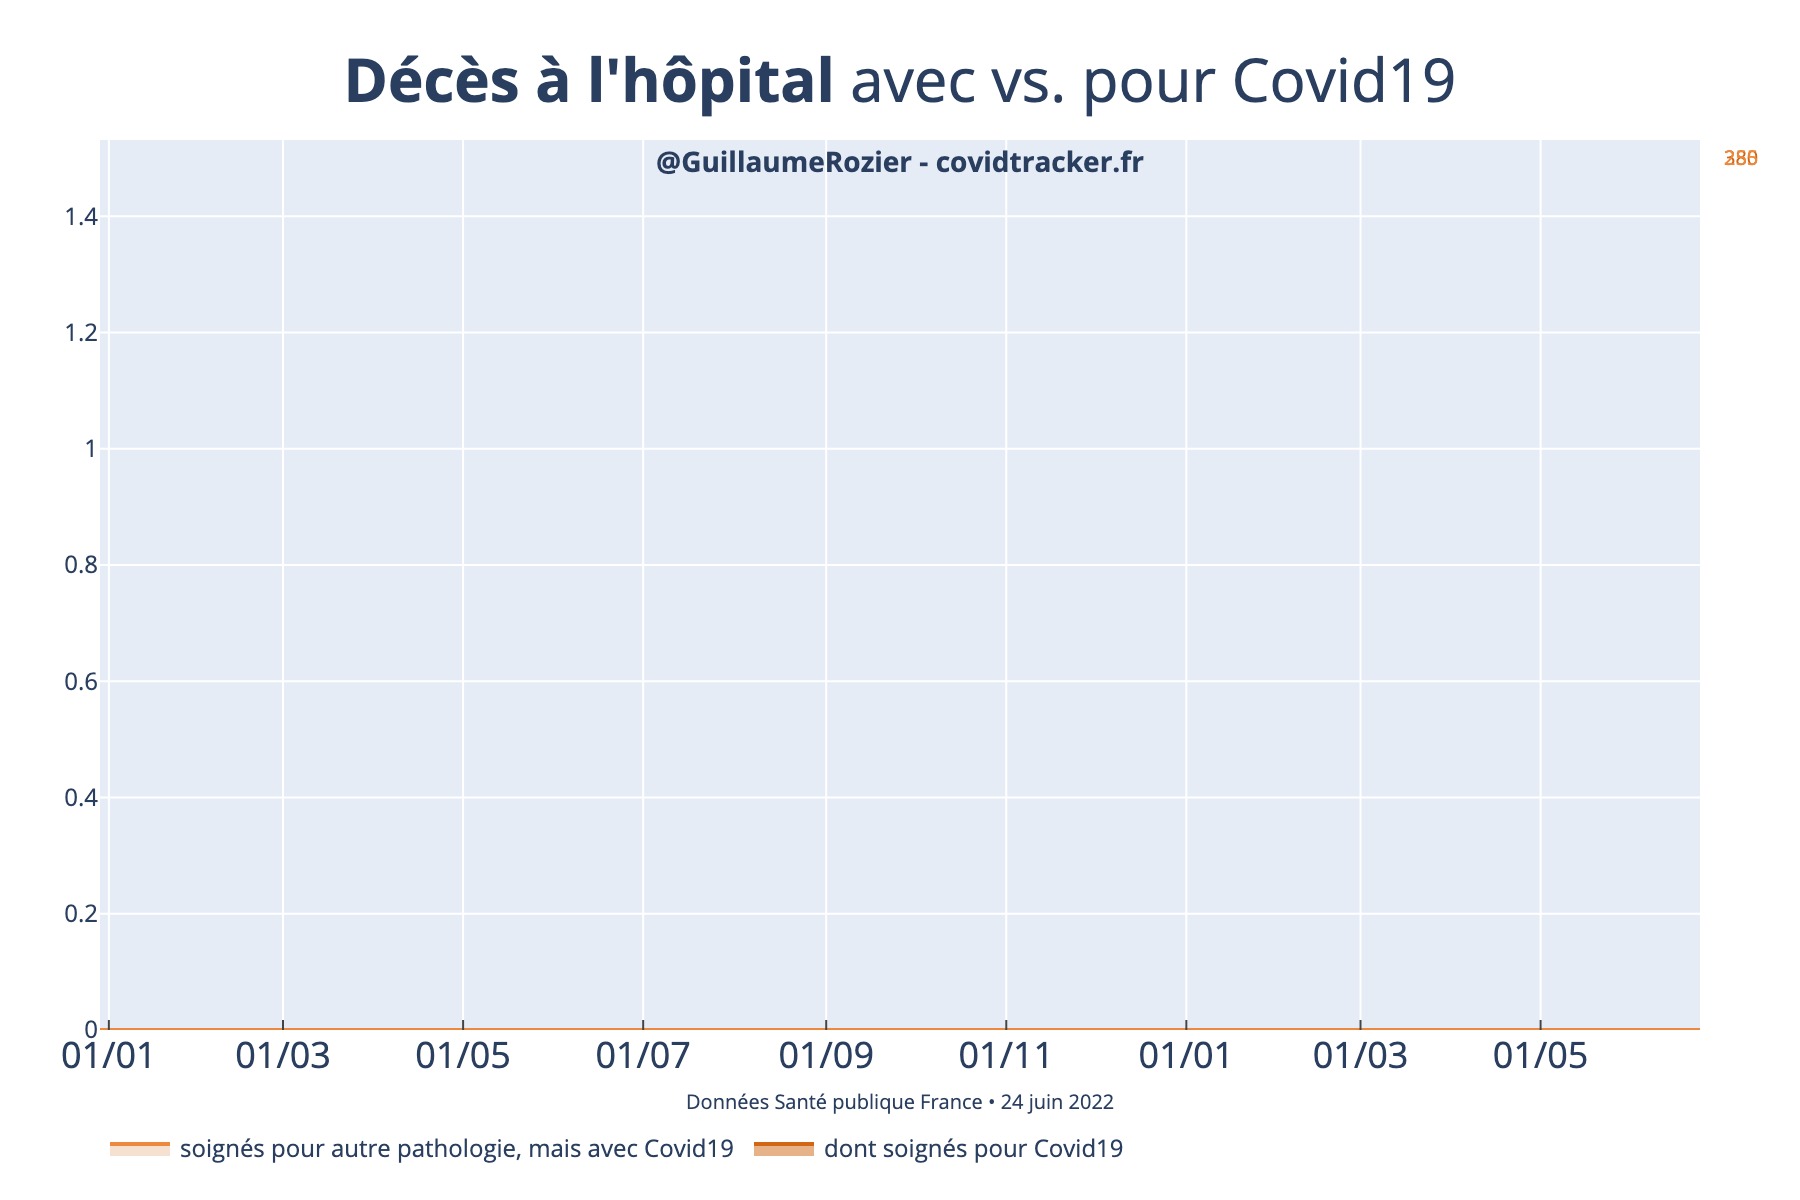 Décès à l'hôpital avec vs. pour Covid19
@GuillaumeRozier - covidtracker.fr
1.4
1.2
1
0.8
0.6
0.4
0.2
0
01/01 01/03 01/05 01/07 01/09 01/11 01/01 01/03 01/05
Données Santé publique France • 24 juin 2022
soignés pour autre pathologie, mais avec Covid19 dont soignés pour Covid19